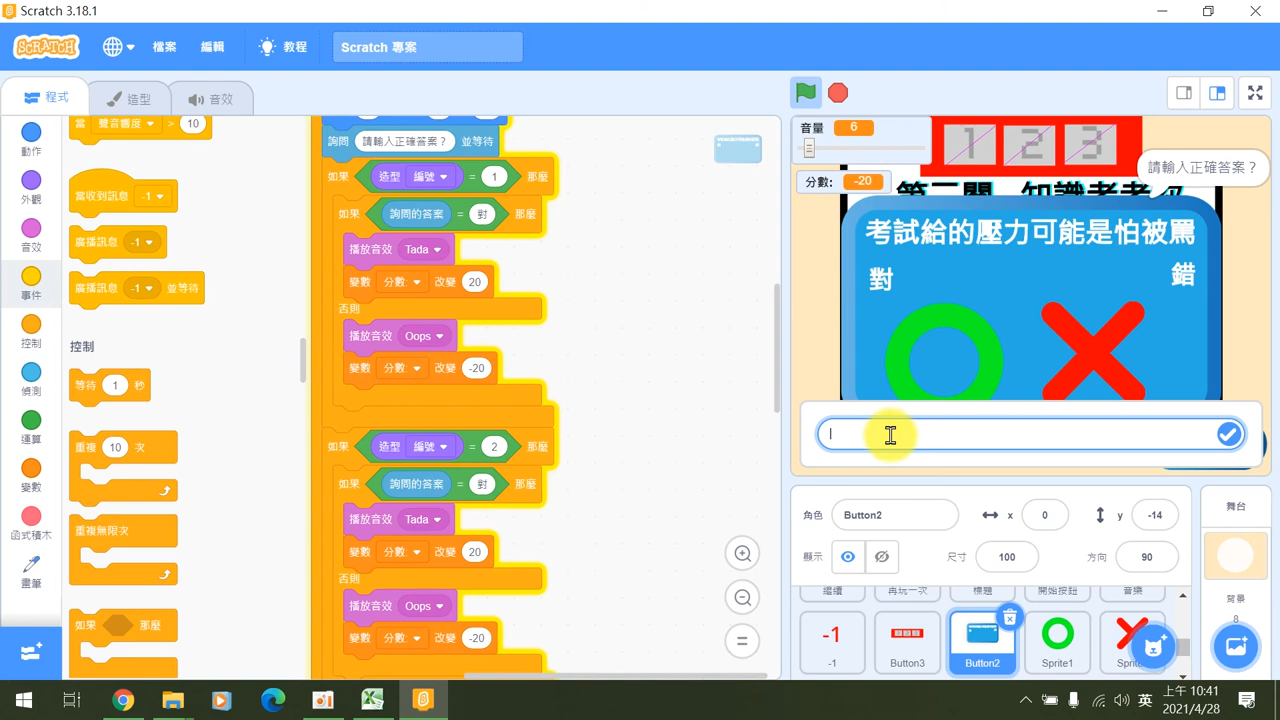 Scratch 3.18.1
SCRATCH
檔案
編輯
教程
Scratch 專案
程式
造型
音效
動作
外觀
音效
事件
控制
偵測
運算
變數
函式積木
畫筆
當 聲音響度 > 10
當收到訊息 -1
廣播訊息 -1
廣播訊息 -1 並等待
控制
等待 1 秒
重複 10 次
重複無限次
如果 那麼
詢問 請輸入正確答案？ 並等待
如果 造型 編號 = 1 那麼
如果 詢問的答案 = 對 那麼
播放音效 Tada
變數 分數 改變 20
否則
播放音效 Oops
變數 分數 改變 -20
如果 造型 編號 = 2 那麼
如果 詢問的答案 = 對 那麼
播放音效 Tada
變數 分數 改變 20
否則
播放音效 Oops
變數 分數 改變 -20
音量 6
分數: -20
1 2 3
請輸入正確答案？
考試給的壓力可能是怕被罵
對
錯
角色 Button2 x 0 y -14
顯示 尺寸 100 方向 90
繼續
再玩一次
標題
開始按鈕
音樂
-1
-1
Button3
Button2
Sprite1
舞台
背景
8
英
上午 10:41
2021/4/28